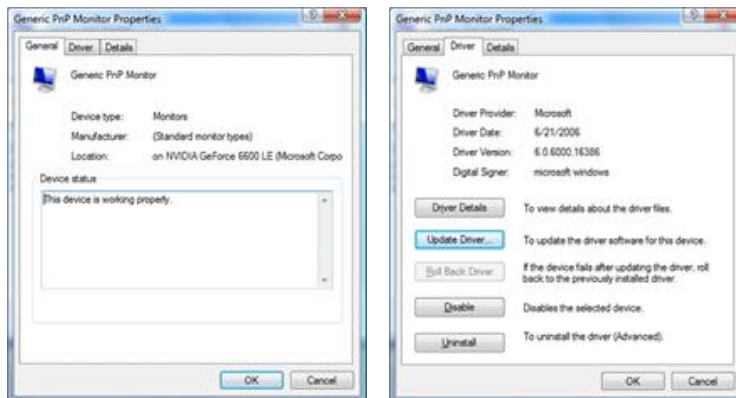 Generic PnP Monitor Properties
General Driver Details
Generic PnP Monitor
Device type: Monitors
Manufacturer: (Standard monitor types)
Location: on NVIDIA GeForce 6600 LE (Microsoft Corpo
Device status
This device is working properly.
OK Cancel
Generic PnP Monitor Properties
General Driver Details
Generic PnP Monitor
Driver Provider: Microsoft
Driver Date: 6/21/2006
Driver Version: 6.0.6000.16386
Digital Signer: microsoft windows
Driver Details To view details about the driver files.
Update Driver... To update the driver software for this device.
Roll Back Driver If the device fails after updating the driver, roll
back to the previously installed driver.
Disable Disables the selected device.
Uninstall To uninstall the driver (Advanced).
OK Cancel